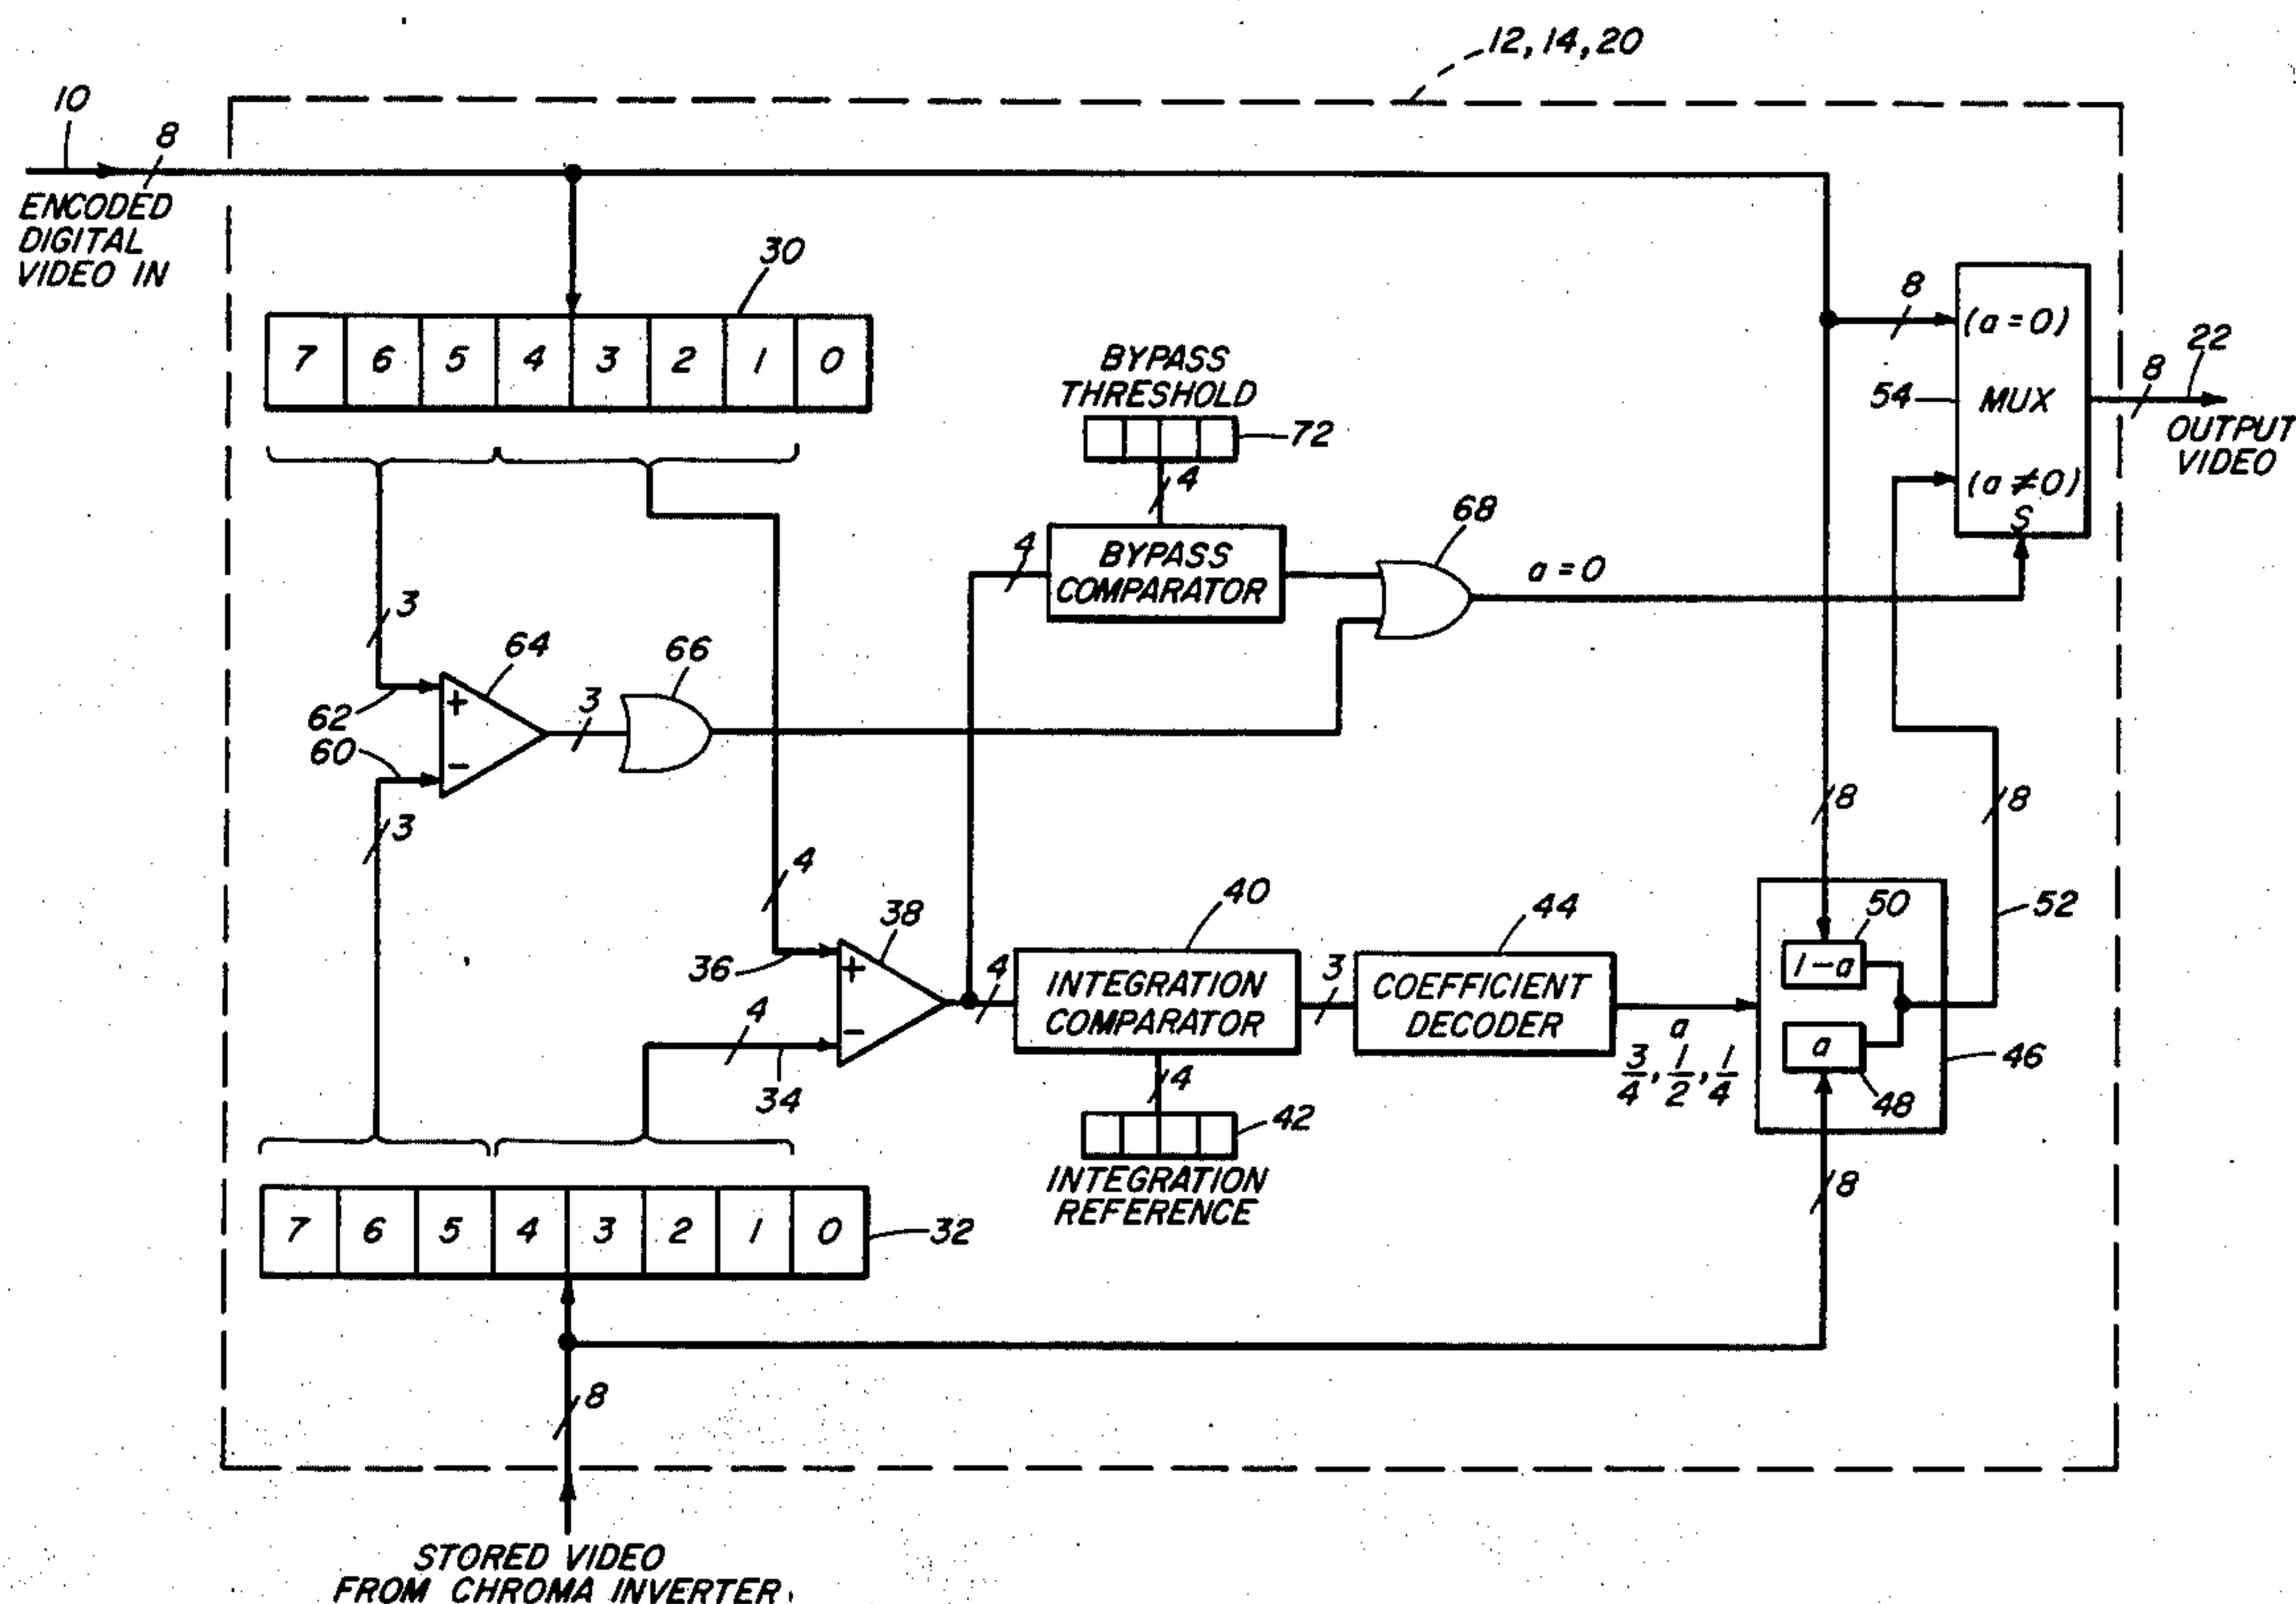 12, 14, 20
10
8
ENCODED
DIGITAL
VIDEO IN
30
7 6 5 4 3 2 1 0
BYPASS
THRESHOLD
72
4
8
(a = 0)
54
MUX
8
22
OUTPUT
VIDEO
(a ≠ 0)
S
3
4
BYPASS
COMPARATOR
68
a = 0
64
66
62
+
3
60
−
3
8
8
4
38
36
+
4
−
4
34
40
INTEGRATION
COMPARATOR
3
44
COEFFICIENT
DECODER
a
3/4, 1/2, 1/4
50
1−a
52
a
46
48
4
42
INTEGRATION
REFERENCE
8
7 6 5 4 3 2 1 0
32
8
STORED VIDEO
FROM CHROMA INVERTER